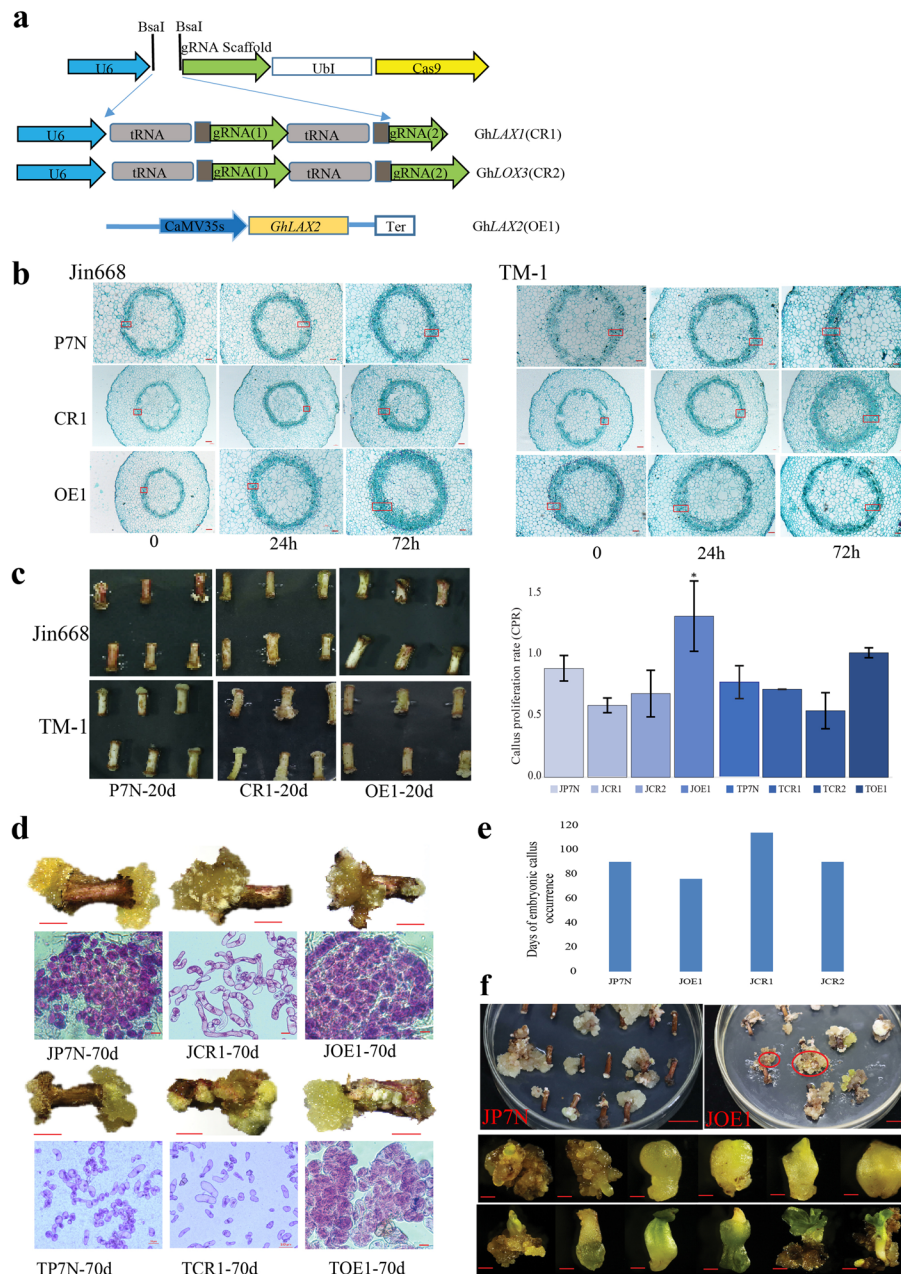 a
BsaI
BsaI
gRNA Scaffold
U6
UbI
Cas9
U6
tRNA
gRNA(1)
tRNA
gRNA(2)
GhLAX1(CR1)
U6
tRNA
gRNA(1)
tRNA
gRNA(2)
GhLOX3(CR2)
CaMV35s
GhLAX2
Ter
GhLAX2(OE1)
b
Jin668
TM-1
P7N
CR1
OE1
0
24h
72h
0
24h
72h
c
Jin668
TM-1
P7N-20d
CR1-20d
OE1-20d
Callus proliferation rate (CPR)
1.5
1.0
0.5
0.0
*
JP7N
JCR1
JCR2
JOE1
TP7N
TCR1
TCR2
TOE1
d
JP7N-70d
JCR1-70d
JOE1-70d
TP7N-70d
TCR1-70d
TOE1-70d
e
Days of embryonic callus
occurrence
120
100
80
60
40
20
0
JP7N
JOE1
JCR1
JCR2
f
JP7N
JOE1